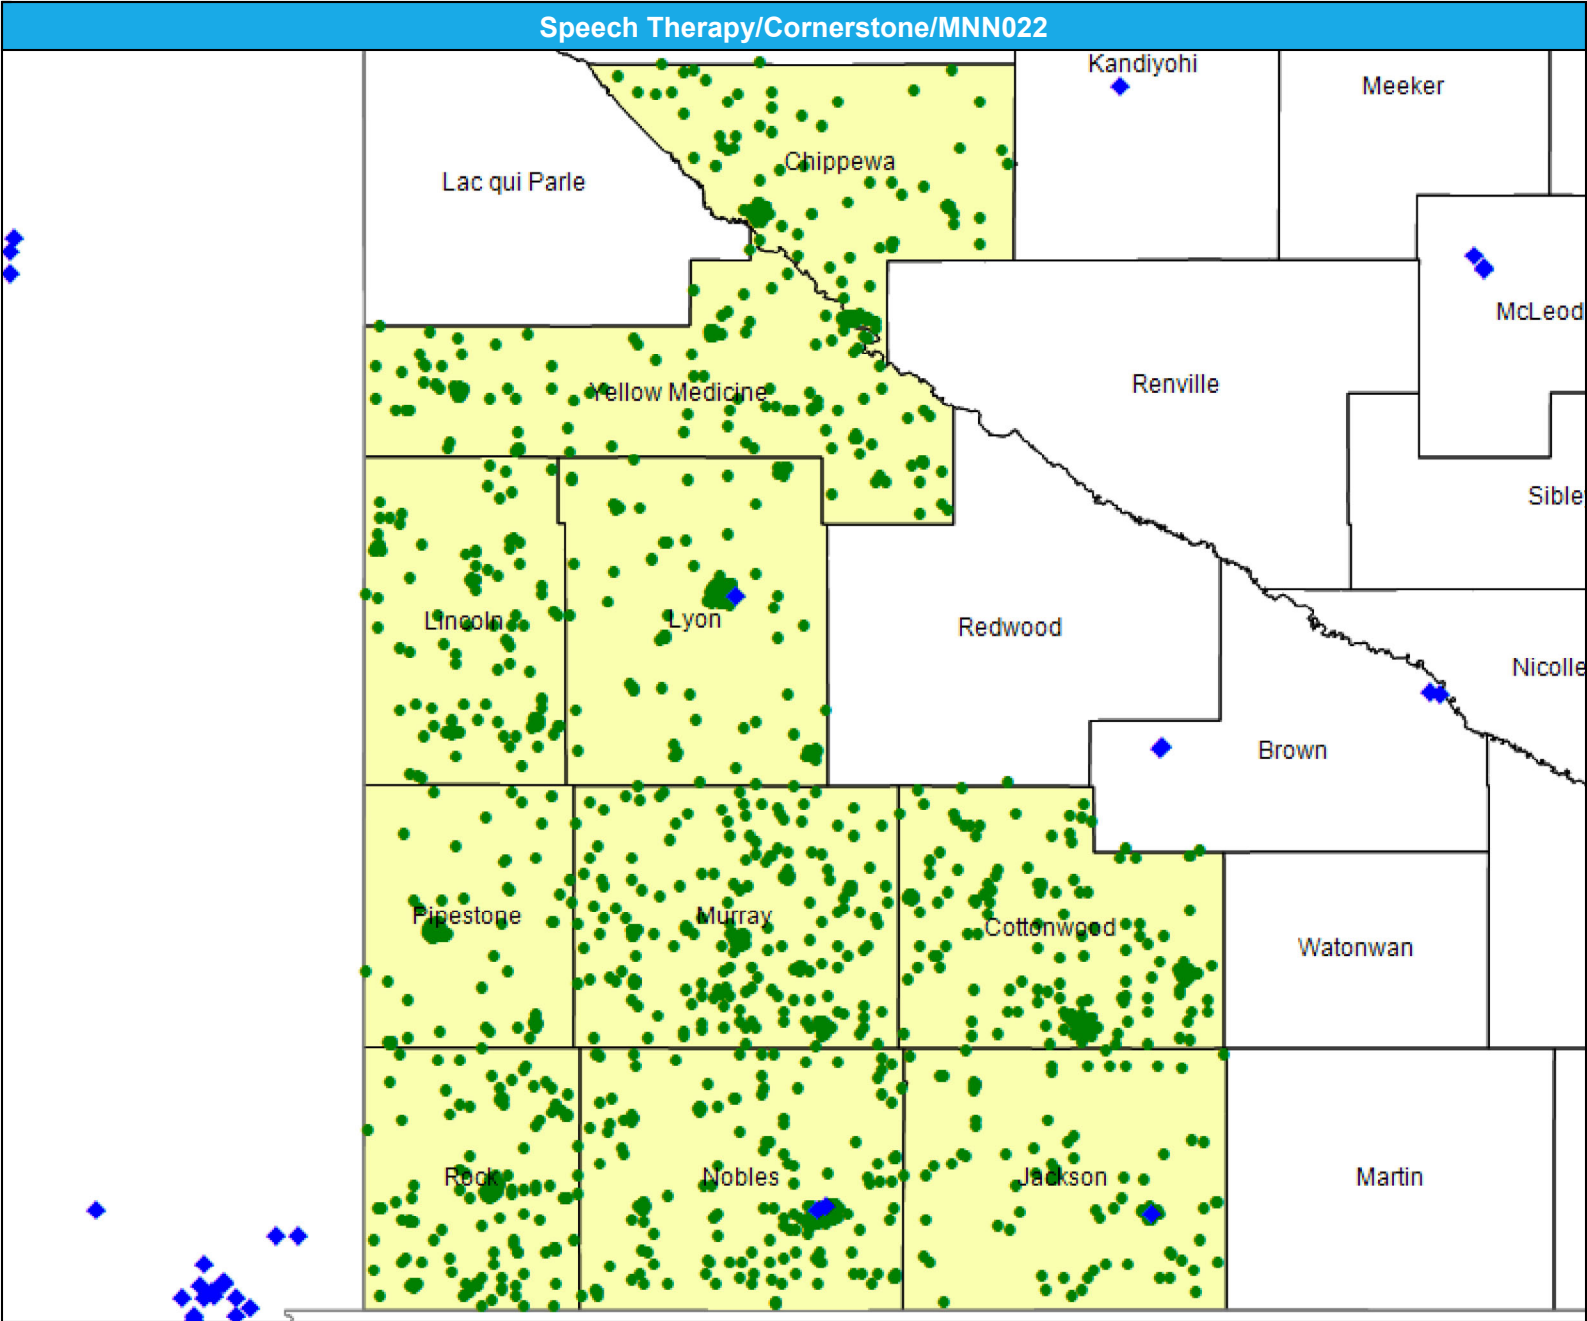 Speech Therapy/Cornerstone/MNN022
Kandiyohi
Meeker
Chippewa
Lac qui Parle
McLeod
Renville
Yellow Medicine
Sible
Lincoln
Lyon
Redwood
Nicolle
Brown
Pipestone
Murray
Cottonwood
Watonwan
Rock
Nobles
Jackson
Martin